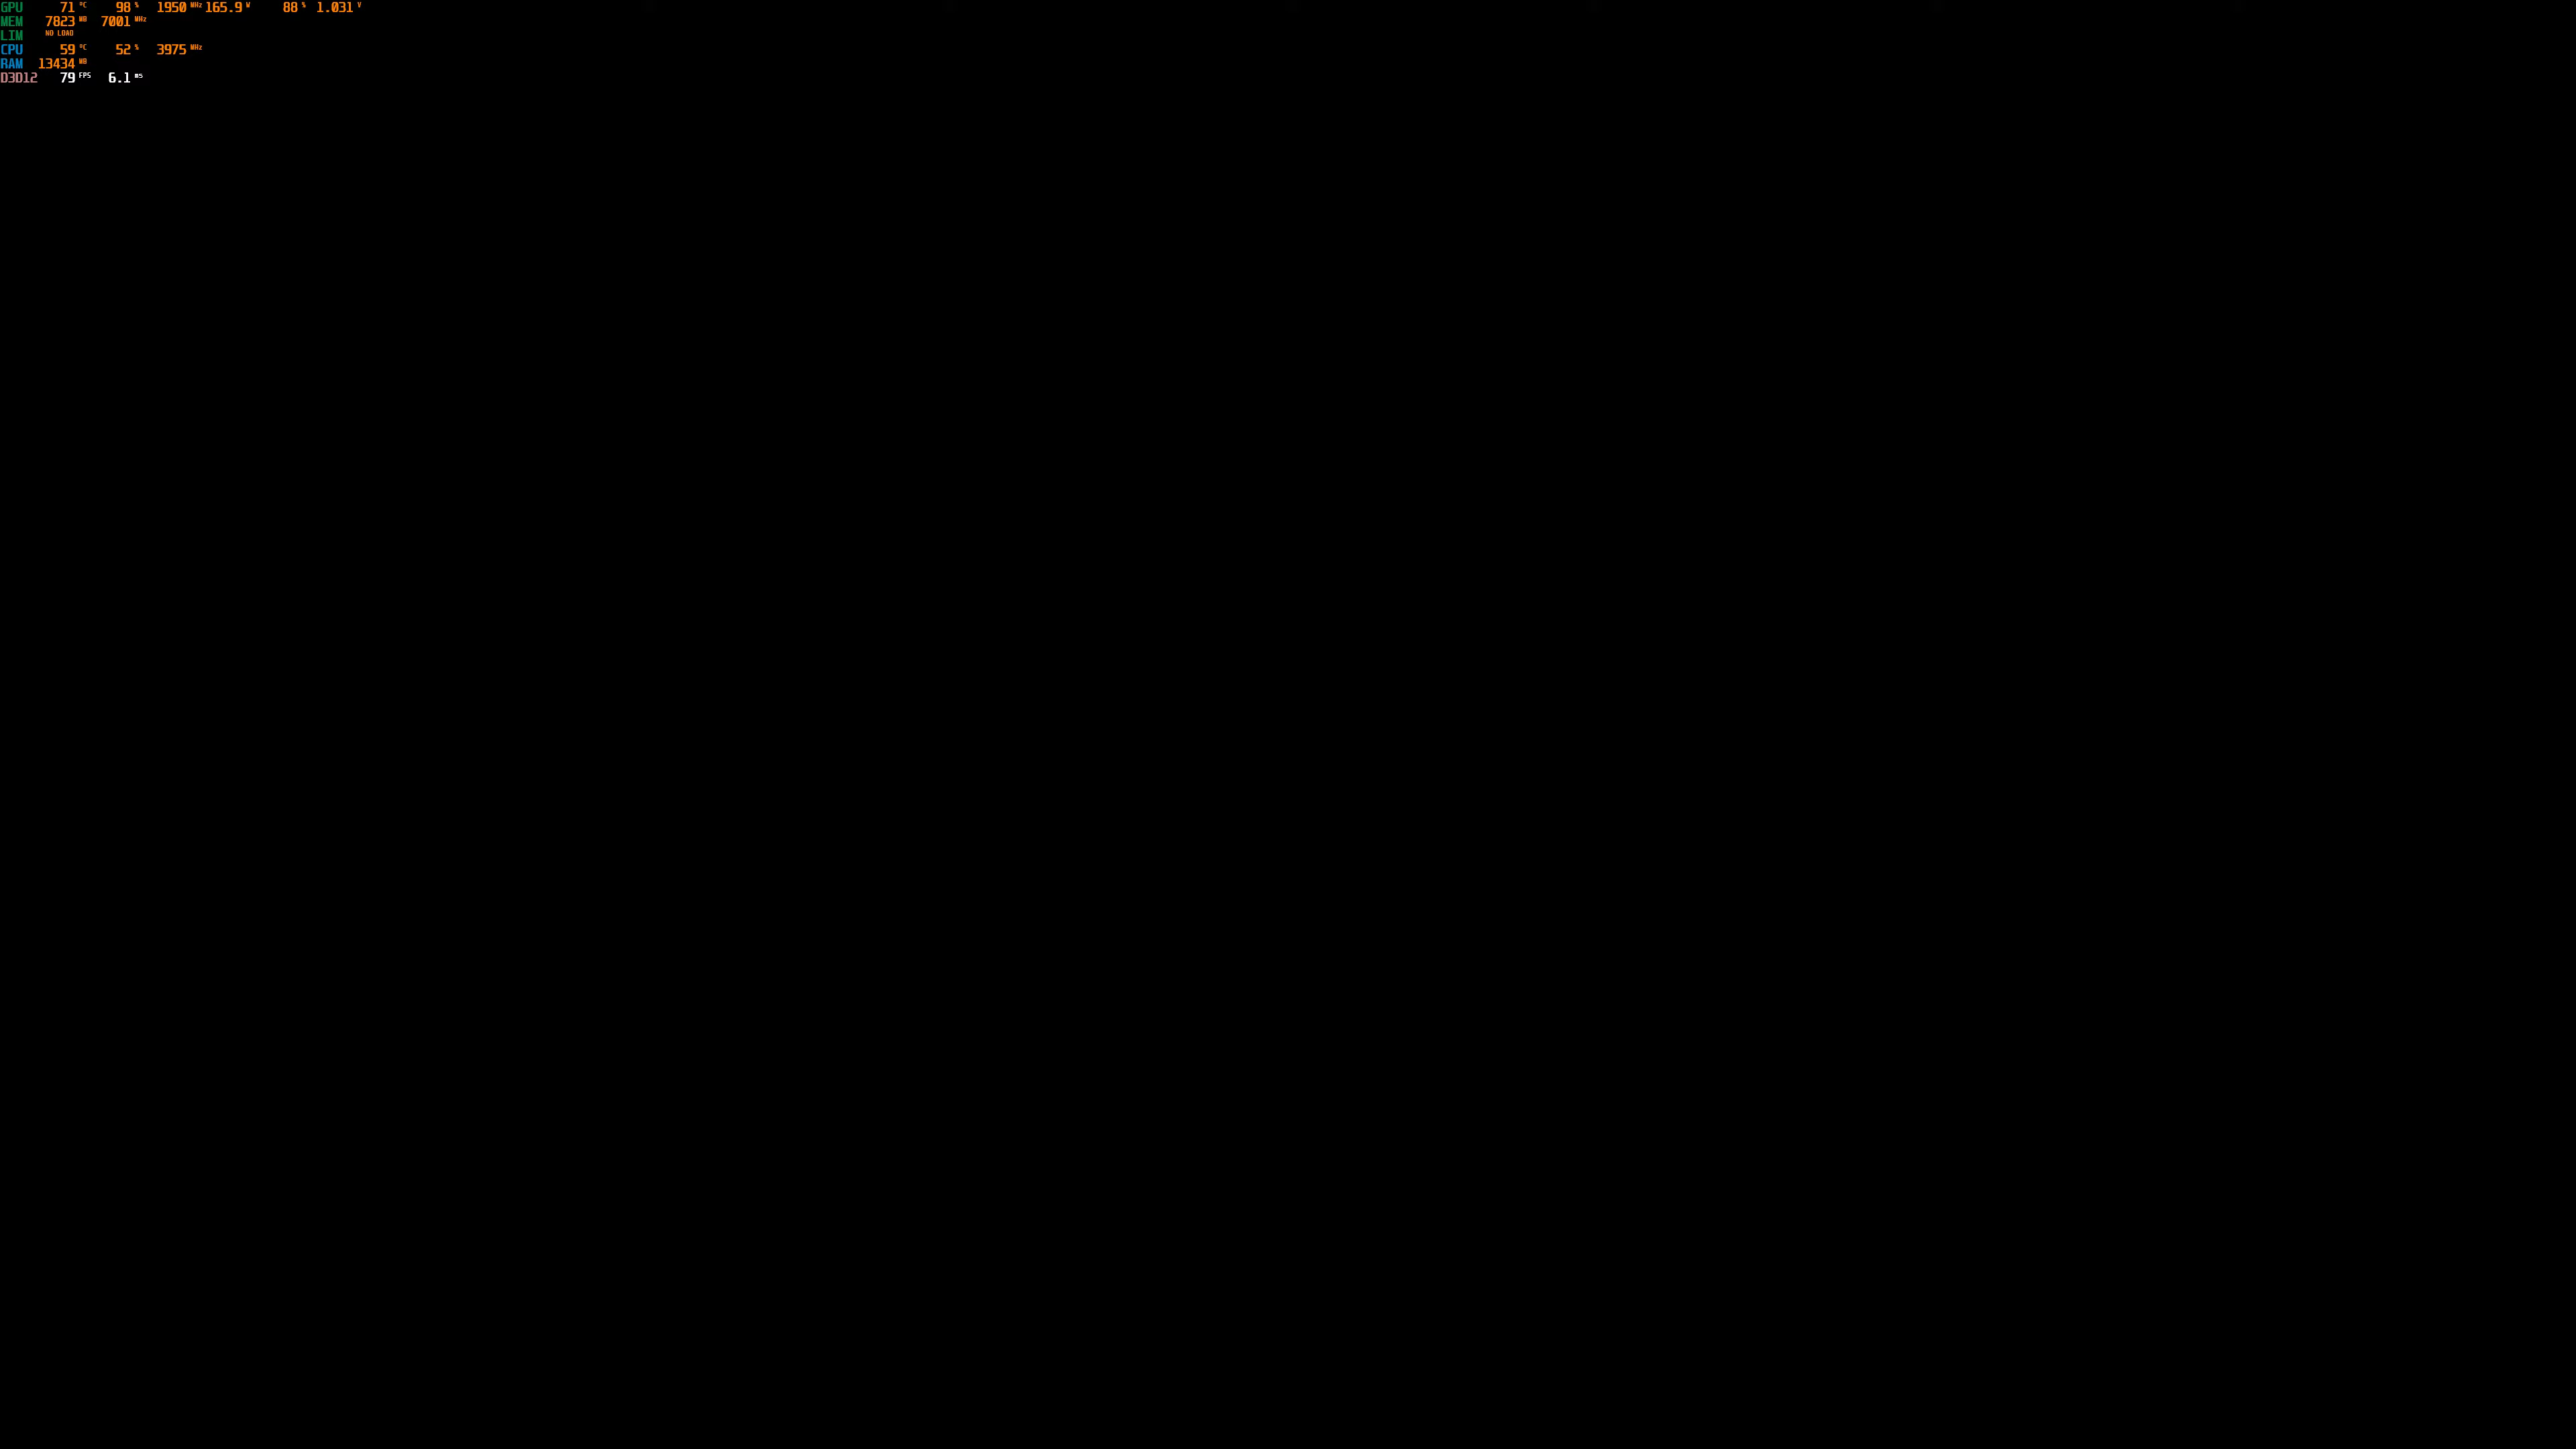 GPU 71 °C 98 % 1950 MHz 165.9 W 88 % 1.031 V
MEM 7823 MB 7001 MHz
LIM NO LOAD
CPU 59 °C 52 % 3975 MHz
RAM 13434 MB
D3D12 79 FPS 6.1 ms